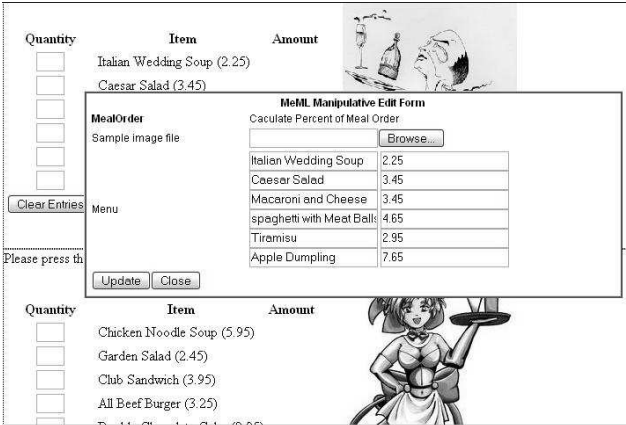 Quantity Item Amount
Italian Wedding Soup (2.25)
Caesar Salad (3.45)
MeML Manipulative Edit Form
MealOrder Caculate Percent of Meal Order
Sample image file Browse...
Italian Wedding Soup 2.25
Caesar Salad 3.45
Macaroni and Cheese 3.45
Clear Entries
Menu
spaghetti with Meat Balls 4.65
Tiramisu 2.95
Apple Dumpling 7.65
Please press th
Update Close
Quantity Item Amount
Chicken Noodle Soup (5.95)
Garden Salad (2.45)
Club Sandwich (3.95)
All Beef Burger (3.25)